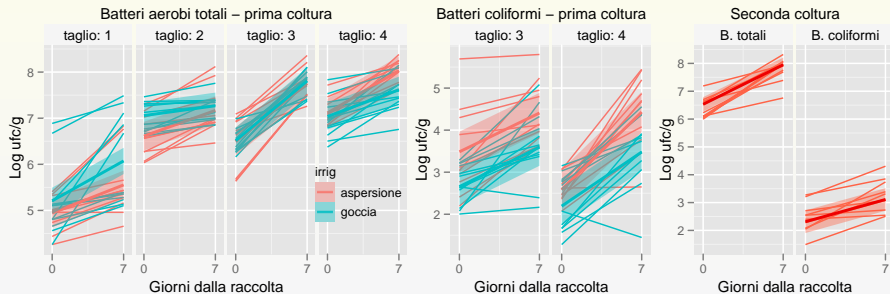 Batteri aerobi totali – prima coltura
taglio: 1
taglio: 2
taglio: 3
taglio: 4
Log ufc/g
8
7
6
5
irrig
aspersione
goccia
0
7
0
7
0
7
0
7
Giorni dalla raccolta
Batteri coliformi – prima coltura
taglio: 3
taglio: 4
Log ufc/g
5
4
3
2
0
7
0
7
Giorni dalla raccolta
Seconda coltura
B. totali
B. coliformi
Log ufc/g
8
7
6
5
4
3
2
0
7
0
7
Giorni dalla raccolta